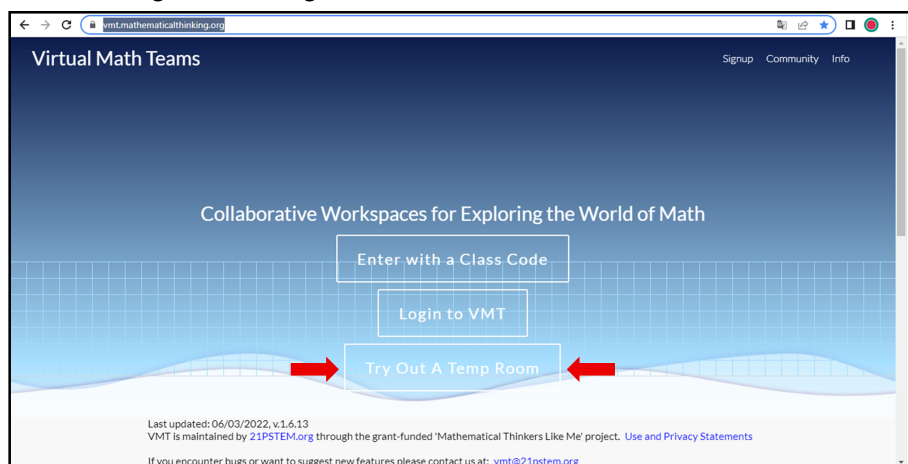 vmt.mathematicalthinking.org
Virtual Math Teams
Signup Community Info
Collaborative Workspaces for Exploring the World of Math
Enter with a Class Code
Login to VMT
Try Out A Temp Room
Last updated: 06/03/2022, v.1.6.13
VMT is maintained by 21PSTEM.org through the grant-funded 'Mathematical Thinkers Like Me' project. Use and Privacy Statements
If you encounter bugs or want to suggest new features please contact us at: vmt@21pstem.org